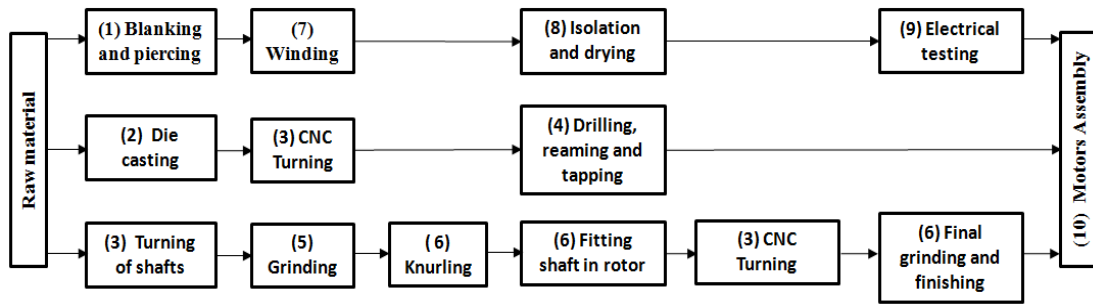 Raw material
(1) Blanking
and piercing
(7)
Winding
(8) Isolation
and drying
(9) Electrical
testing
(2) Die
casting
(3) CNC
Turning
(4) Drilling,
reaming and
tapping
(3) Turning
of shafts
(5)
Grinding
( 6)
Knurling
(6) Fitting
shaft in rotor
(3) CNC
Turning
(6) Final
grinding and
finishing
(10) Motors Assembly